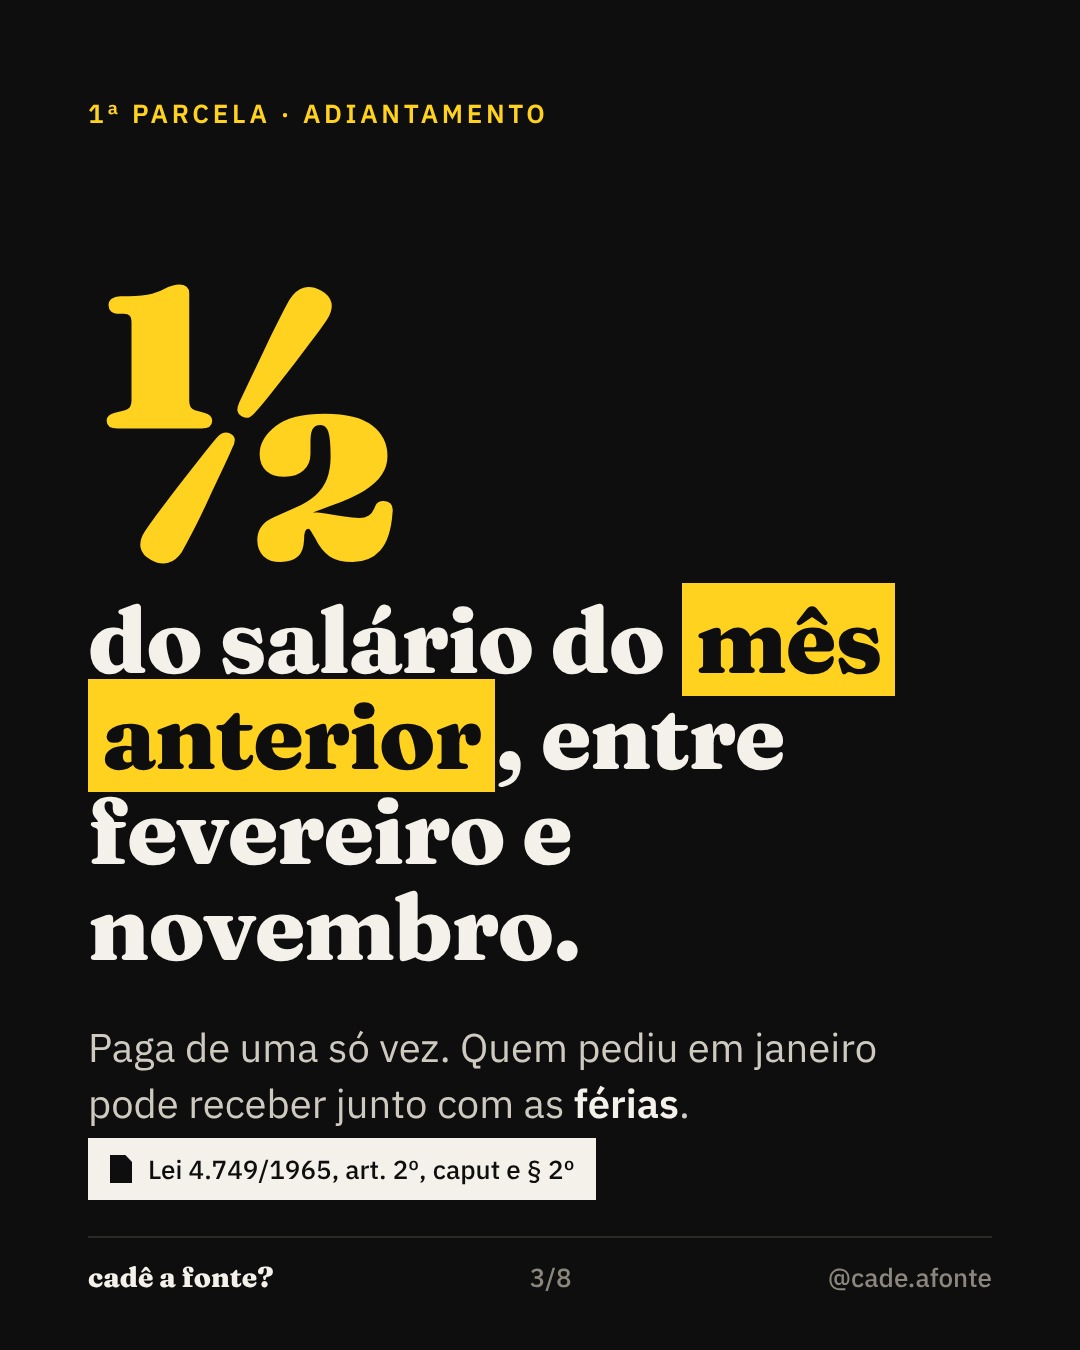 1ª PARCELA · ADIANTAMENTO
½
do salário do mês
anterior, entre
fevereiro e
novembro.
Paga de uma só vez. Quem pediu em janeiro
pode receber junto com as férias.
Lei 4.749/1965, art. 2º, caput e § 2º
cadê a fonte?
3/8
@cade.afonte